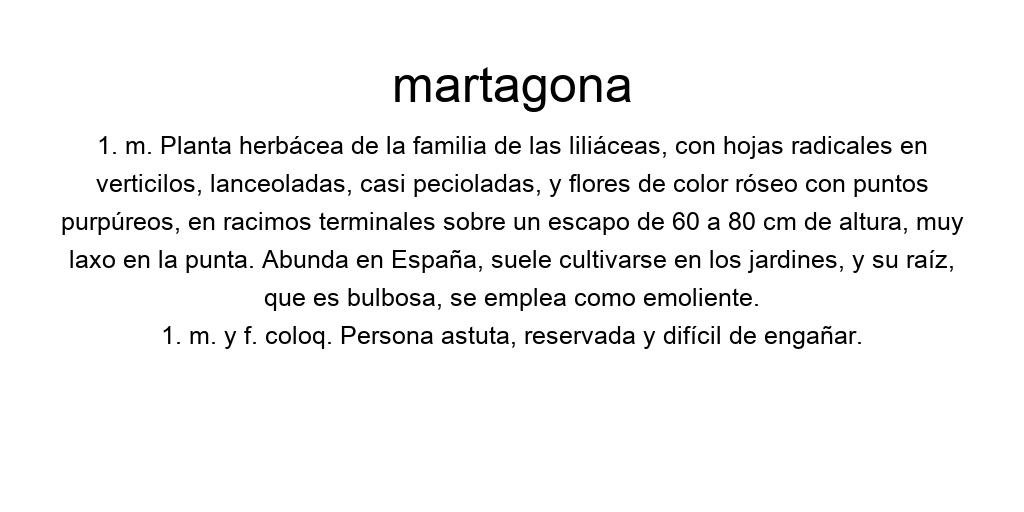 martagona
1. m. Planta herbácea de la familia de las liliáceas, con hojas radicales en
verticilos, lanceoladas, casi pecioladas, y flores de color róseo con puntos
purpúreos, en racimos terminales sobre un escapo de 60 a 80 cm de altura, muy
laxo en la punta. Abunda en España, suele cultivarse en los jardines, y su raíz,
que es bulbosa, se emplea como emoliente.
1. m. y f. coloq. Persona astuta, reservada y difícil de engañar.